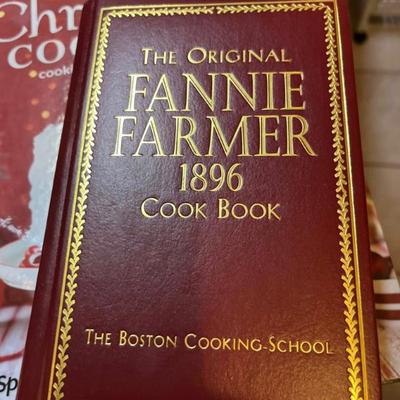 THE ORIGINAL
FANNIE
FARMER
1896
COOK BOOK
THE BOSTON COOKING-SCHOOL